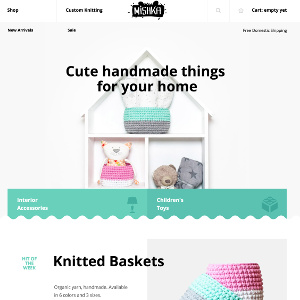 Shop
Custom Knitting
MiSHKA
Cart: empty yet
New Arrivals
Sale
Free Domestic Shipping
Cute handmade things
for your home
Interior
Accessories
Children's
Toys
HIT OF
THE
WEEK
Knitted Baskets
Organic yarn, handmade. Available
in 6 colors and 3 sizes.